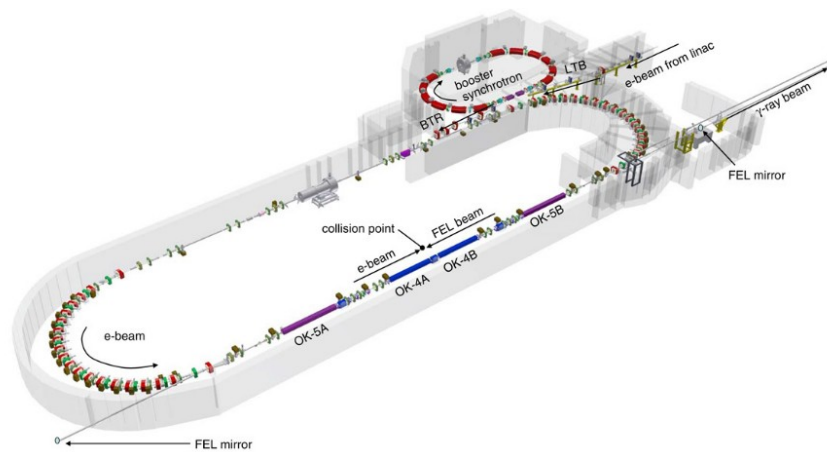 booster
synchrotron
LTB
e-beam from linac
BTR
γ-ray beam
FEL mirror
collision point
e-beam
FEL beam
OK-5B
OK-4B
OK-4A
OK-5A
e-beam
FEL mirror